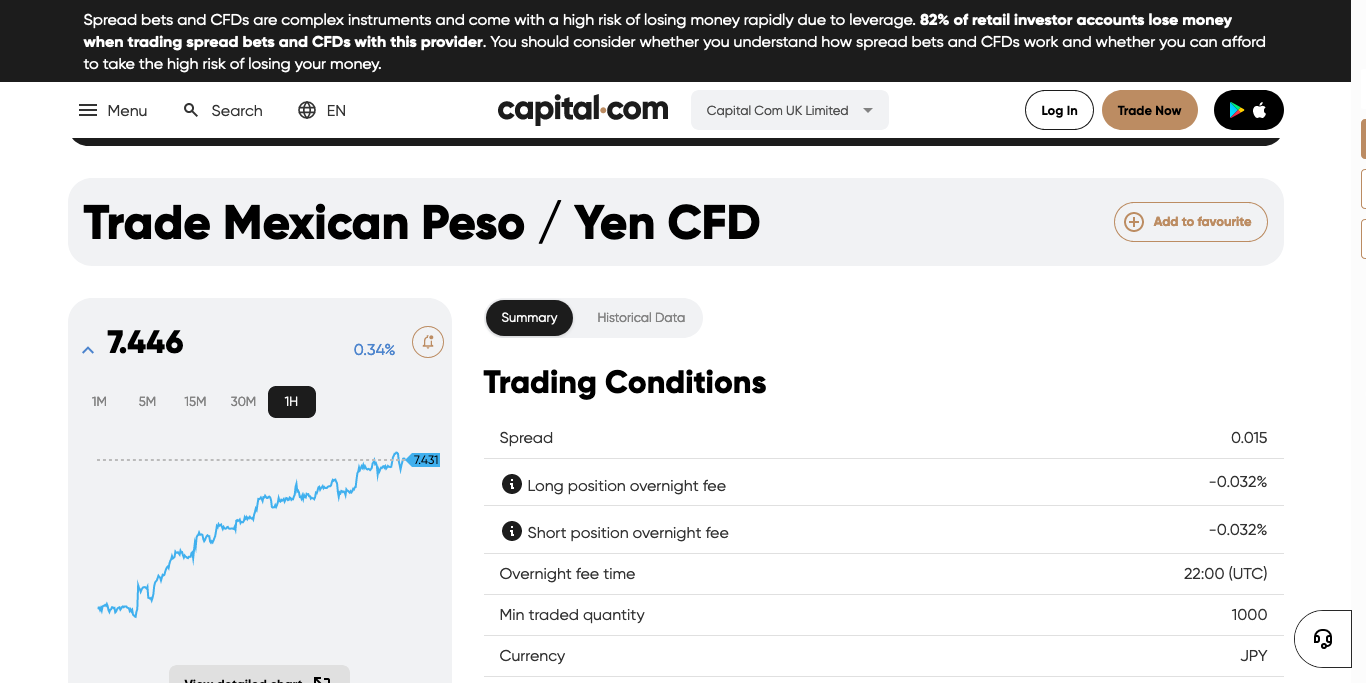 Spread bets and CFDs are complex instruments and come with a high risk of losing money rapidly due to leverage. 82% of retail investor accounts lose money
when trading spread bets and CFDs with this provider. You should consider whether you understand how spread bets and CFDs work and whether you can afford
to take the high risk of losing your money.
Menu Search EN capital.com Capital Com UK Limited Log In Trade Now
Trade Mexican Peso / Yen CFD Add to favourite
7.446 0.34%
1M 5M 15M 30M 1H
7.431
View detailed chart
Summary Historical Data
Trading Conditions
Spread 0.015
Long position overnight fee -0.032%
Short position overnight fee -0.032%
Overnight fee time 22:00 (UTC)
Min traded quantity 1000
Currency JPY